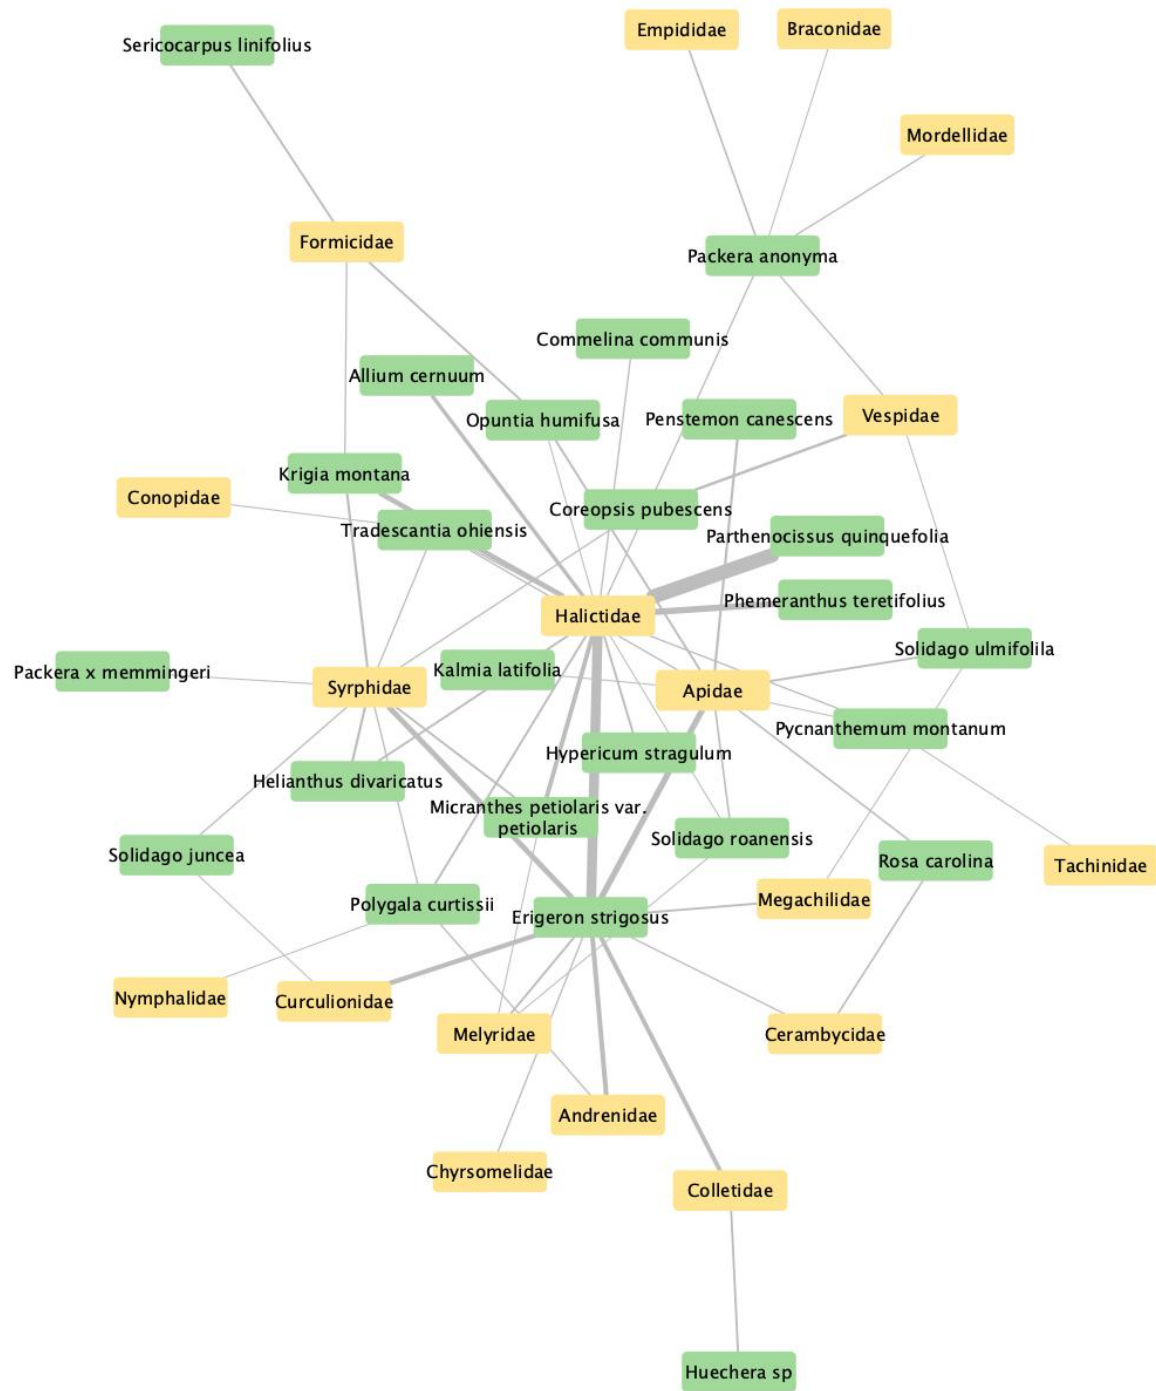 Empididae
Braconidae
Sericocarpus linifolius
Mordellidae
Formicidae
Packera anonyma
Commelina communis
Allium cernuum
Vespidae
Opuntia humifusa
Penstemon canescens
Krigia montana
Conopidae
Coreopsis pubescens
Tradescantia ohiensis
Parthenocissus quinquefolia
Phemeranthus teretifolius
Halictidae
Solidago ulmifolila
Kalmia latifolia
Packera x memmingeri
Syrphidae
Apidae
Pycnanthemum montanum
Hypericum stragulum
Helianthus divaricatus
Micranthes petiolaris var.
petiolaris
Solidago roanensis
Solidago juncea
Rosa carolina
Tachinidae
Megachilidae
Polygala curtissii
Erigeron strigosus
Nymphalidae
Curculionidae
Melyridae
Cerambycidae
Andrenidae
Chyrsomelidae
Colletidae
Huechera sp